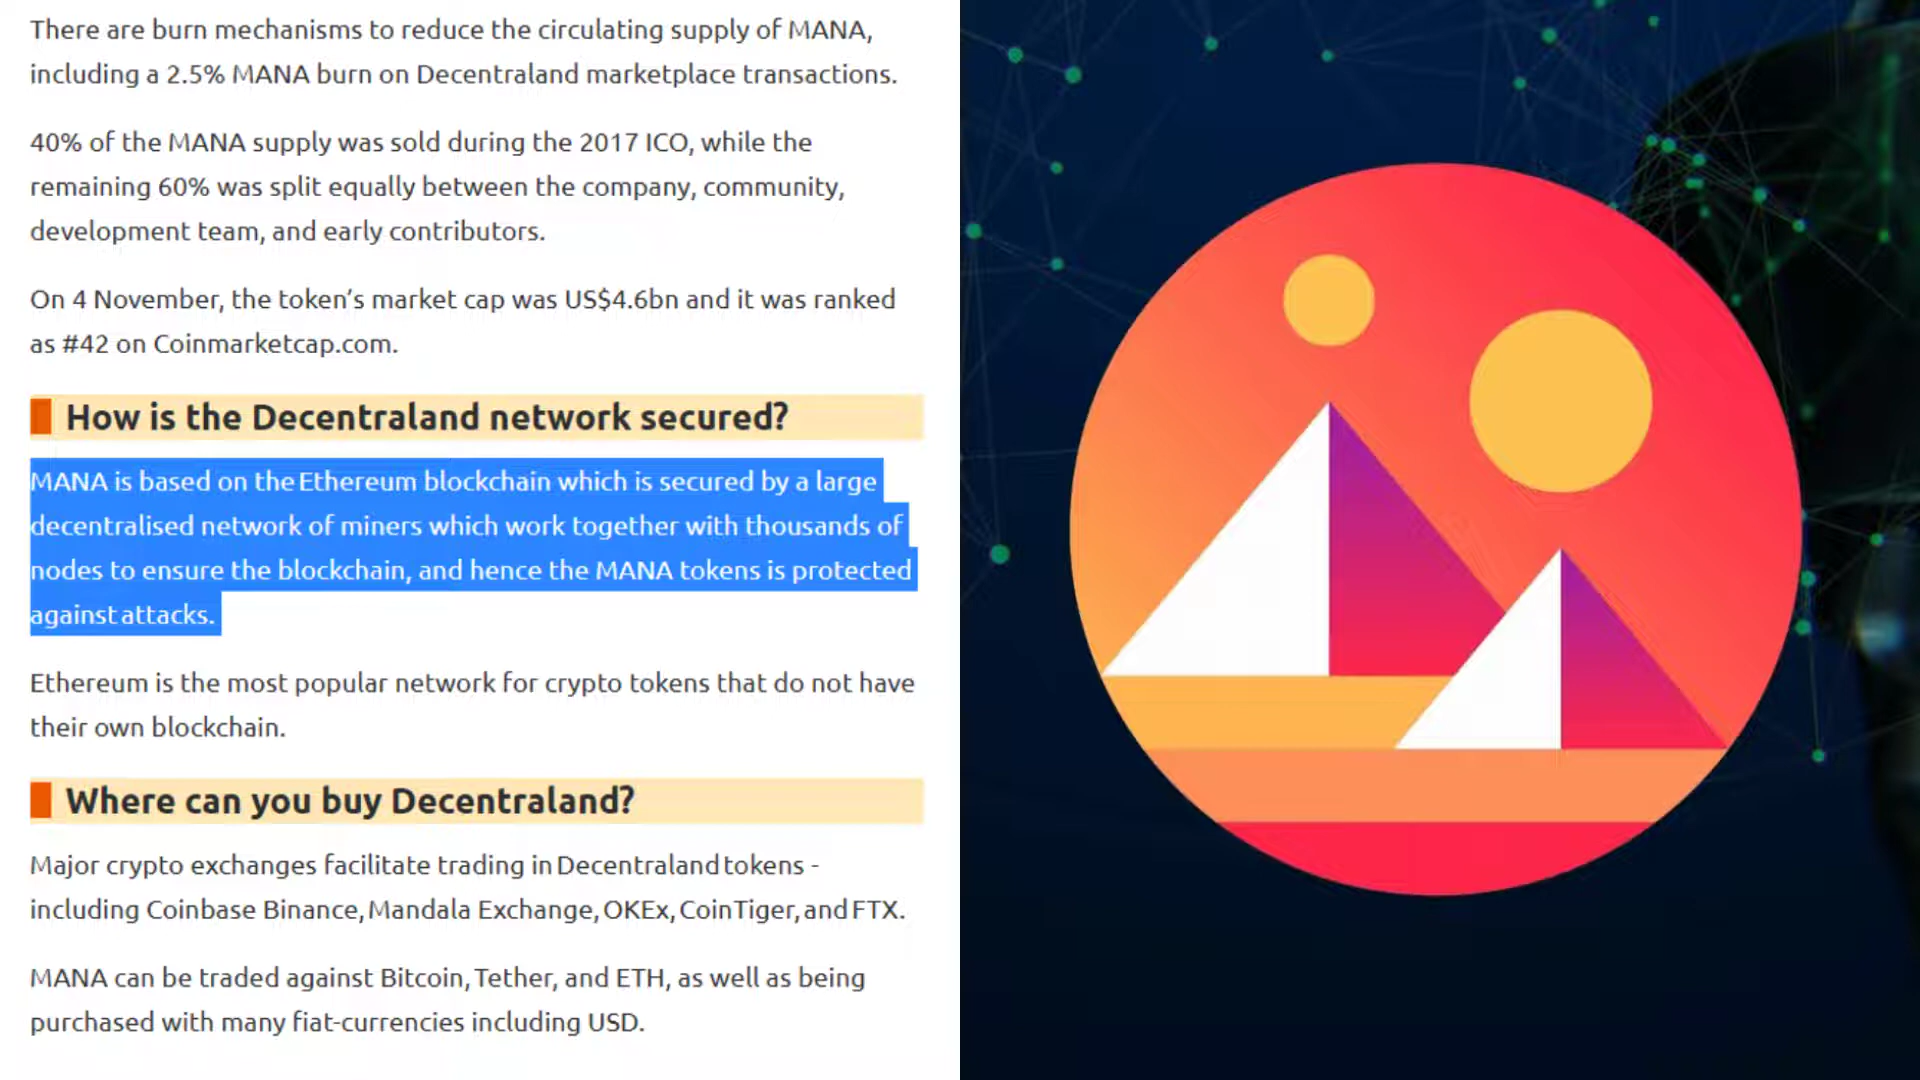 There are burn mechanisms to reduce the circulating supply of MANA,
including a 2.5% MANA burn on Decentraland marketplace transactions.
40% of the MANA supply was sold during the 2017 ICO, while the
remaining 60% was split equally between the company, community,
development team, and early contributors.
On 4 November, the token’s market cap was US$4.6bn and it was ranked
as #42 on Coinmarketcap.com.
How is the Decentraland network secured?
MANA is based on the Ethereum blockchain which is secured by a large
decentralised network of miners which work together with thousands of
nodes to ensure the blockchain, and hence the MANA tokens is protected
against attacks.
Ethereum is the most popular network for crypto tokens that do not have
their own blockchain.
Where can you buy Decentraland?
Major crypto exchanges facilitate trading in Decentraland tokens -
including Coinbase Binance, Mandala Exchange, OKEx, CoinTiger, and FTX.
MANA can be traded against Bitcoin, Tether, and ETH, as well as being
purchased with many fiat-currencies including USD.